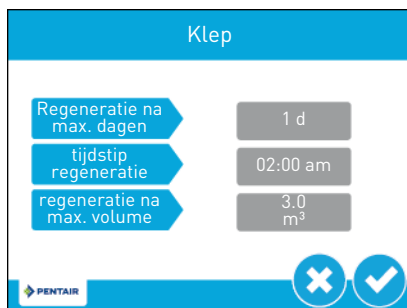 Klep
Regeneratie na
max. dagen
1 d
tijdstip
regeneratie
02:00 am
regeneratie na
max. volume
3.0
m³
PENTAIR